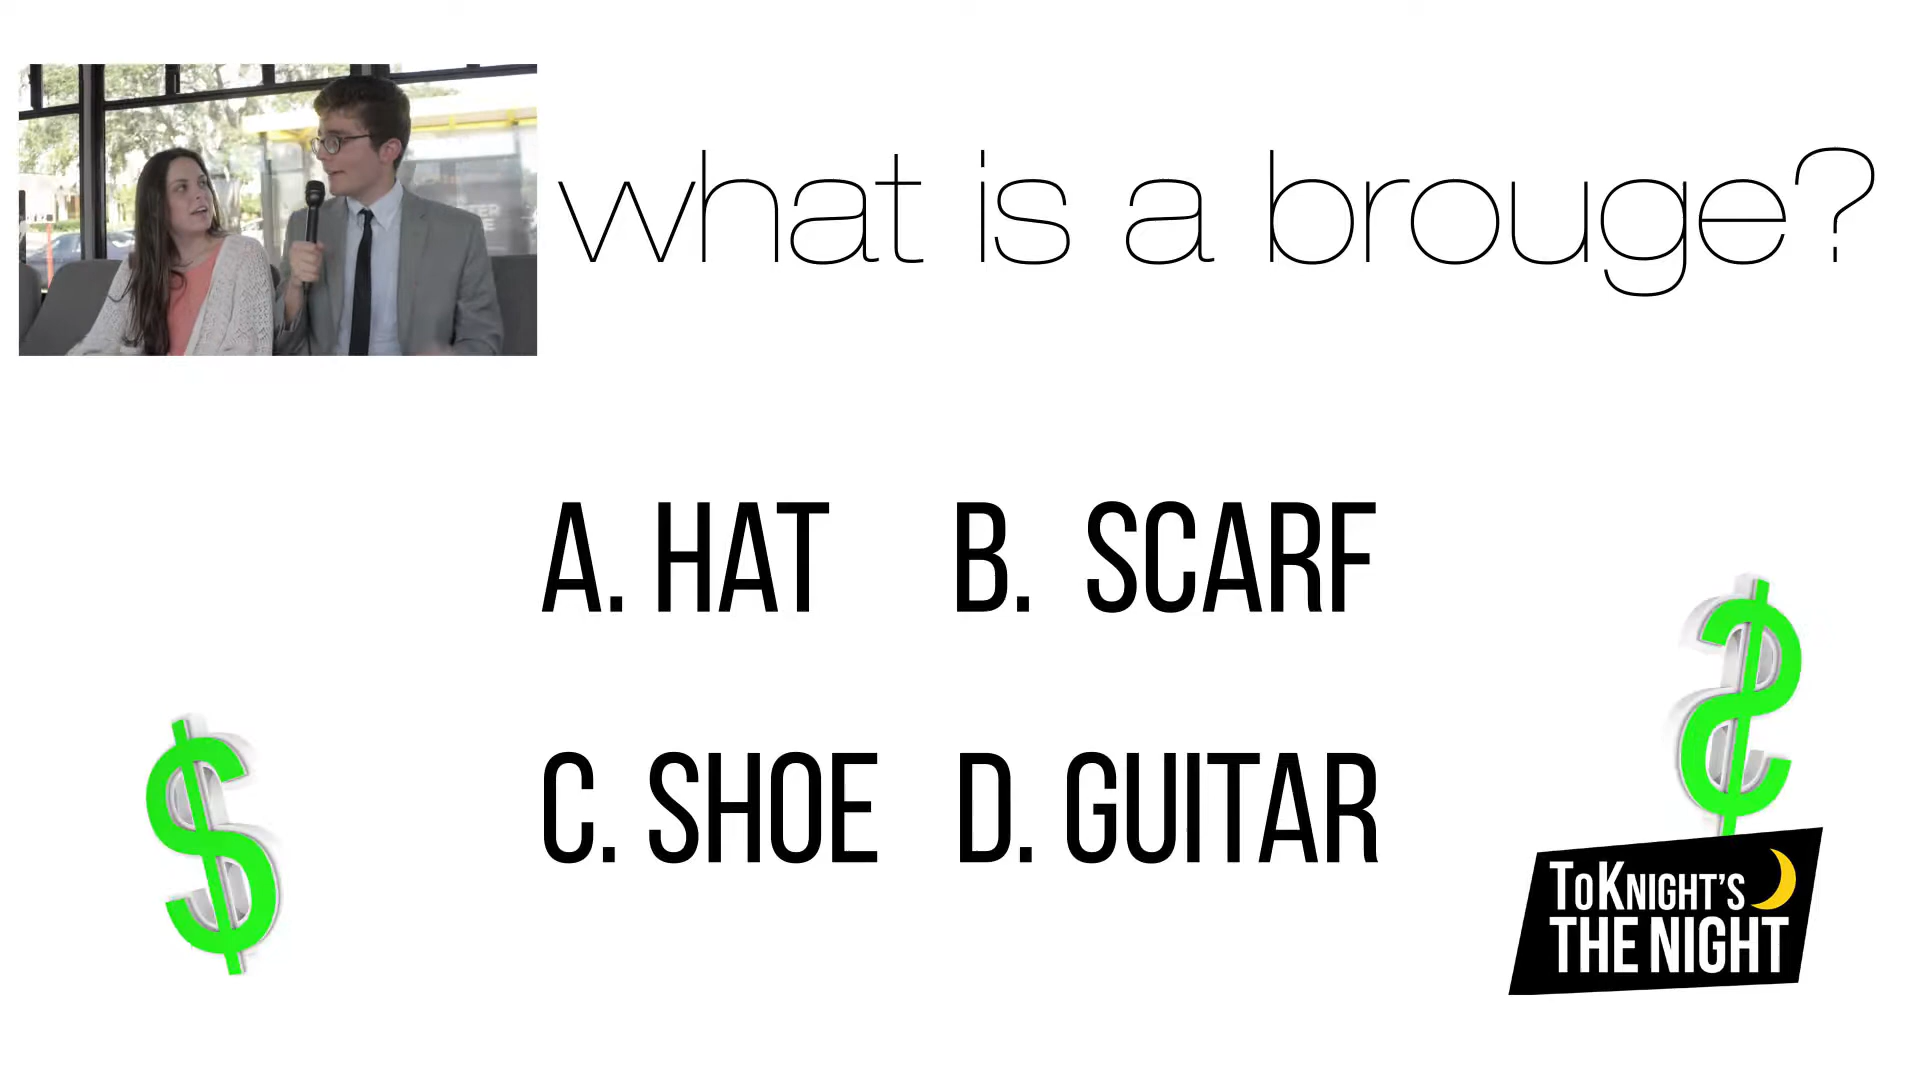 what is a brouge?
A. HAT B. SCARF
C. SHOE D. GUITAR
TOKNIGHT'S
THE NIGHT